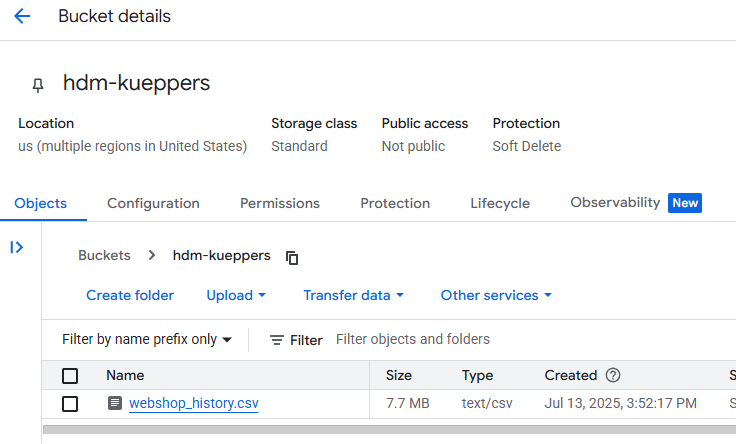 Bucket details
hdm-kueppers
Location Storage class Public access Protection
us (multiple regions in United States) Standard Not public Soft Delete
Objects Configuration Permissions Protection Lifecycle Observability New
Buckets hdm-kueppers
Create folder Upload Transfer data Other services
Filter by name prefix only Filter Filter objects and folders
Name Size Type Created S
webshop_history.csv 7.7 MB text/csv Jul 13, 2025, 3:52:17 PM S